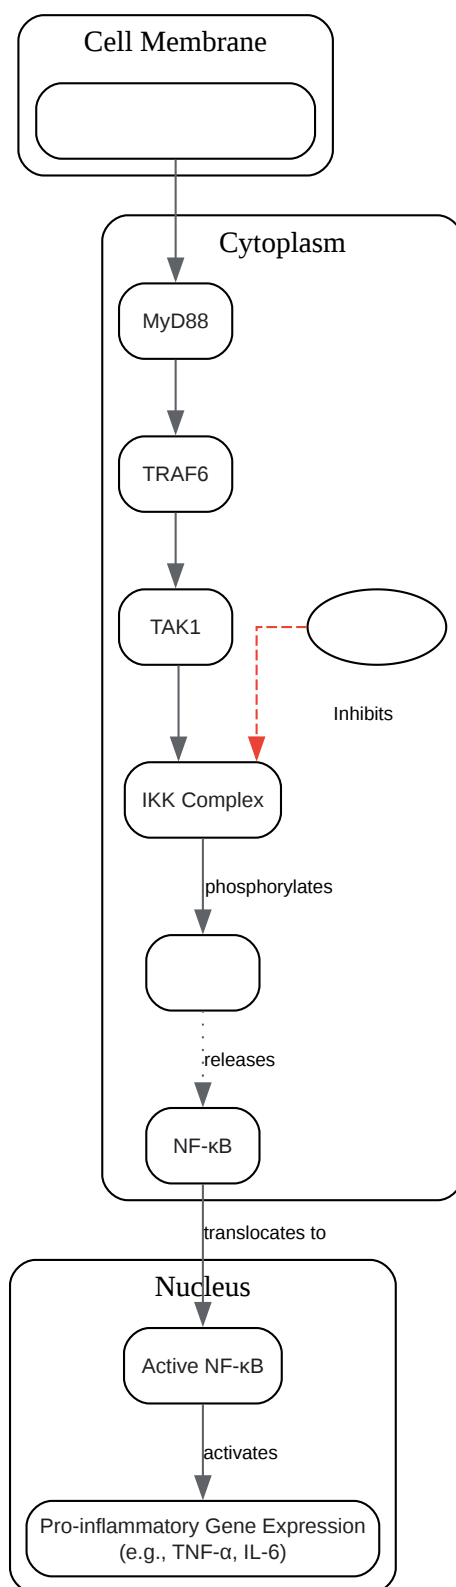 Cell Membrane
Cytoplasm
MyD88
TRAF6
TAK1
Inhibits
IKK Complex
phosphorylates
releases
NF-κB
translocates to
Nucleus
Active NF-κB
activates
Pro-inflammatory Gene Expression
(e.g., TNF-α, IL-6)